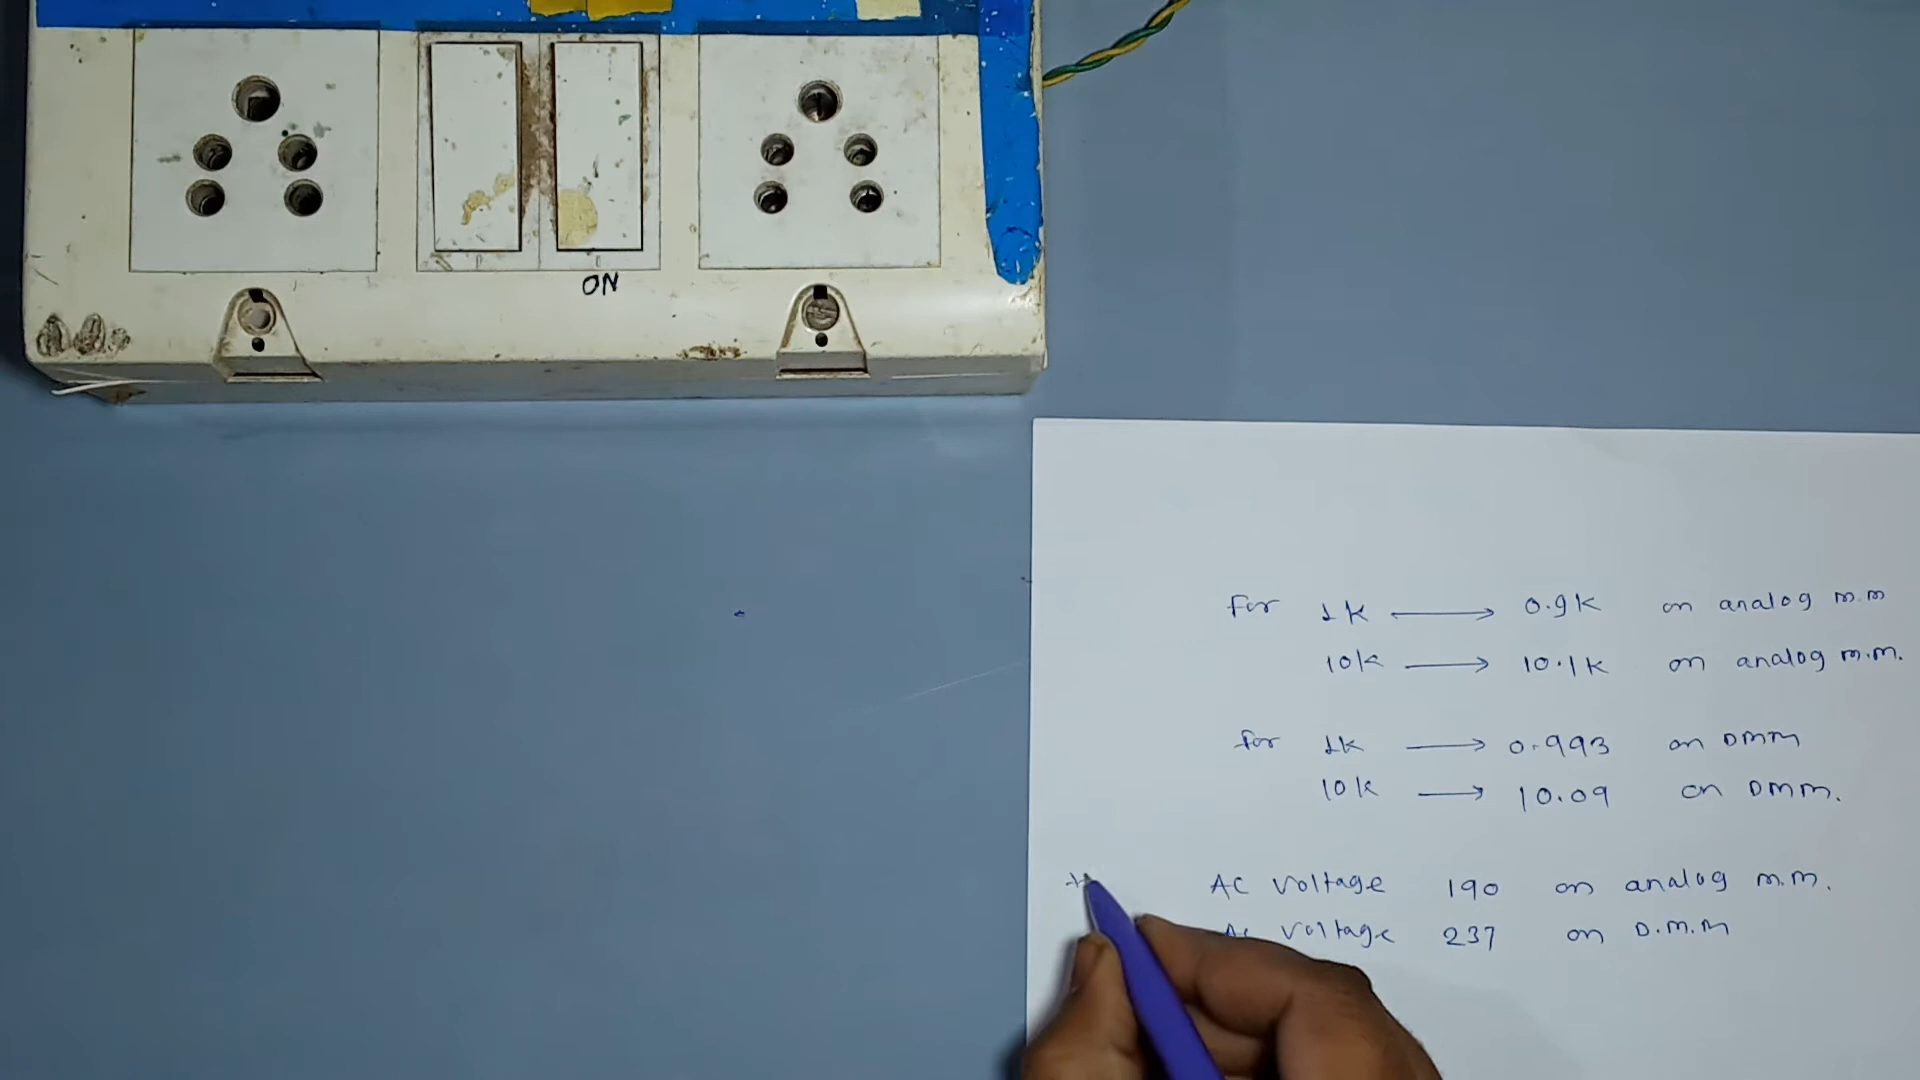 ON
For 1K → 0.9K on analog m.m
10K → 10.1K on analog m.m.
for 1K → 0.993 on DMM
10K → 10.09 on DMM.
AC voltage 190 on analog m.m.
AC voltage 237 on D.M.M